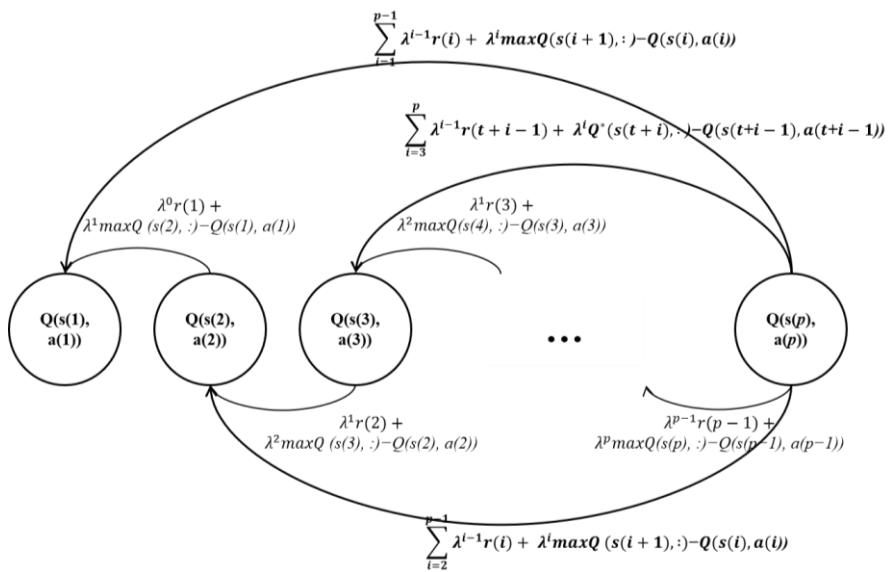 p−1
∑ λ^{i−1}r(i) + λ^{i}maxQ(s(i + 1), : )−Q(s(i), a(i))
i=1
p
∑ λ^{i−1}r(t + i − 1) + λ^{i}Q^{*}(s(t + i), : )−Q(s(t+i − 1), a(t+i − 1))
i=3
λ^{0}r(1) +
λ^{1}maxQ (s(2), :)−Q(s(1), a(1))
λ^{1}r(3) +
λ^{2}maxQ(s(4), :)−Q(s(3), a(3))
Q(s(1),
a(1))
Q(s(2),
a(2))
Q(s(3),
a(3))
•••
Q(s(p),
a(p))
λ^{1}r(2) +
λ^{2}maxQ (s(3), :)−Q(s(2), a(2))
λ^{p−1}r(p − 1) +
λ^{p}maxQ(s(p), :)−Q(s(p−1), a(p−1))
p−1
∑ λ^{i−1}r(i) + λ^{i}maxQ (s(i + 1), :)−Q(s(i), a(i))
i=2